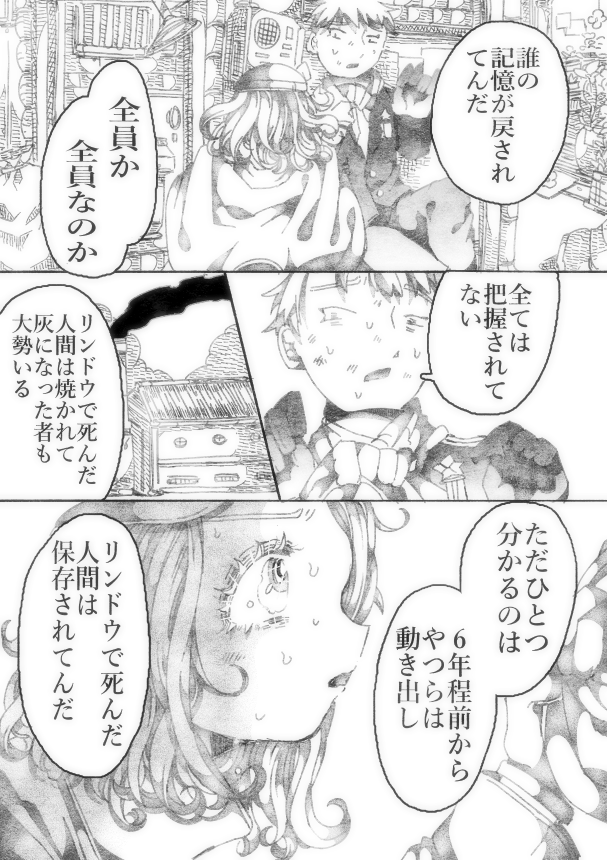 誰の
記憶が戻され
てんだ
全員か
全員なのか
全ては
把握されて
ない
リンドウで死んだ
人間は焼かれて
灰になった者も
大勢いる
ただひとつ
分かるのは
6年程前から
やつらは
動き出し
リンドウで死んだ
人間は
保存されてんだ